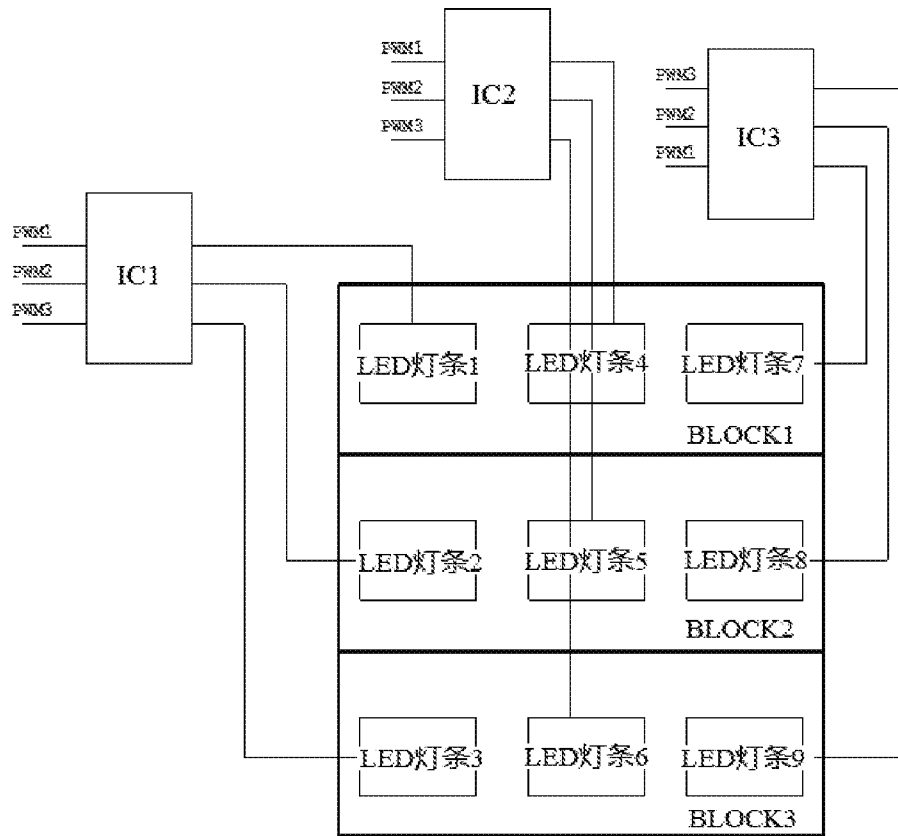 PWM1
PWM2
PWM3
IC2
PWM3
PWM2
PWM1
IC3
PWM1
PWM2
PWM3
IC1
LED灯条1
LED灯条4
LED灯条7
BLOCK1
LED灯条2
LED灯条5
LED灯条8
BLOCK2
LED灯条3
LED灯条6
LED灯条9
BLOCK3